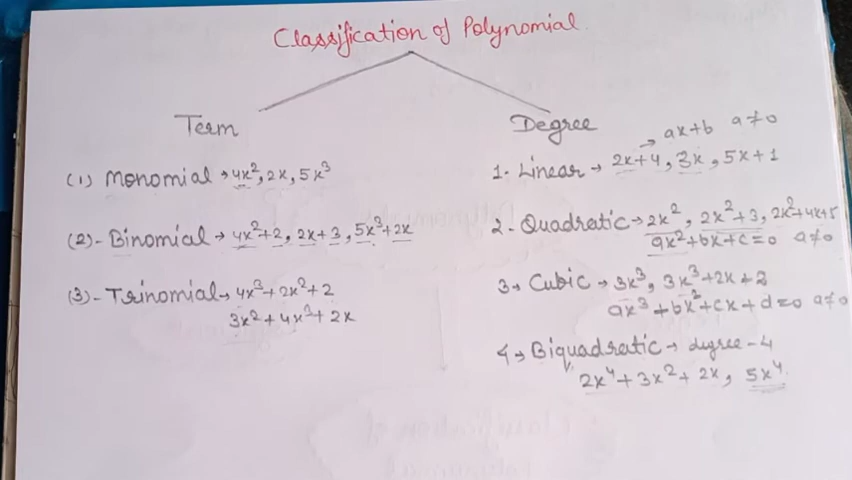 Classification of Polynomial
Term
(1) Monomial → 4x², 2x, 5x³
(2)- Binomial → 4x²+2, 2x+3, 5x³+2x
(3)- Trinomial → 4x³+2x²+2
3x²+4x³+2x
Degree
→ ax+b a≠0
1- Linear → 2x+4, 3x, 5x+1
2- Quadratic → 2x², 2x²+3, 2x²+4x+5
ax²+bx+c=0 a≠0
3→ Cubic → 3x³, 3x³+2x+2
ax³+bx²+cx+d=0 a≠0
4→ Biquadratic → degree-4
2x⁴+3x²+2x, 5x⁴